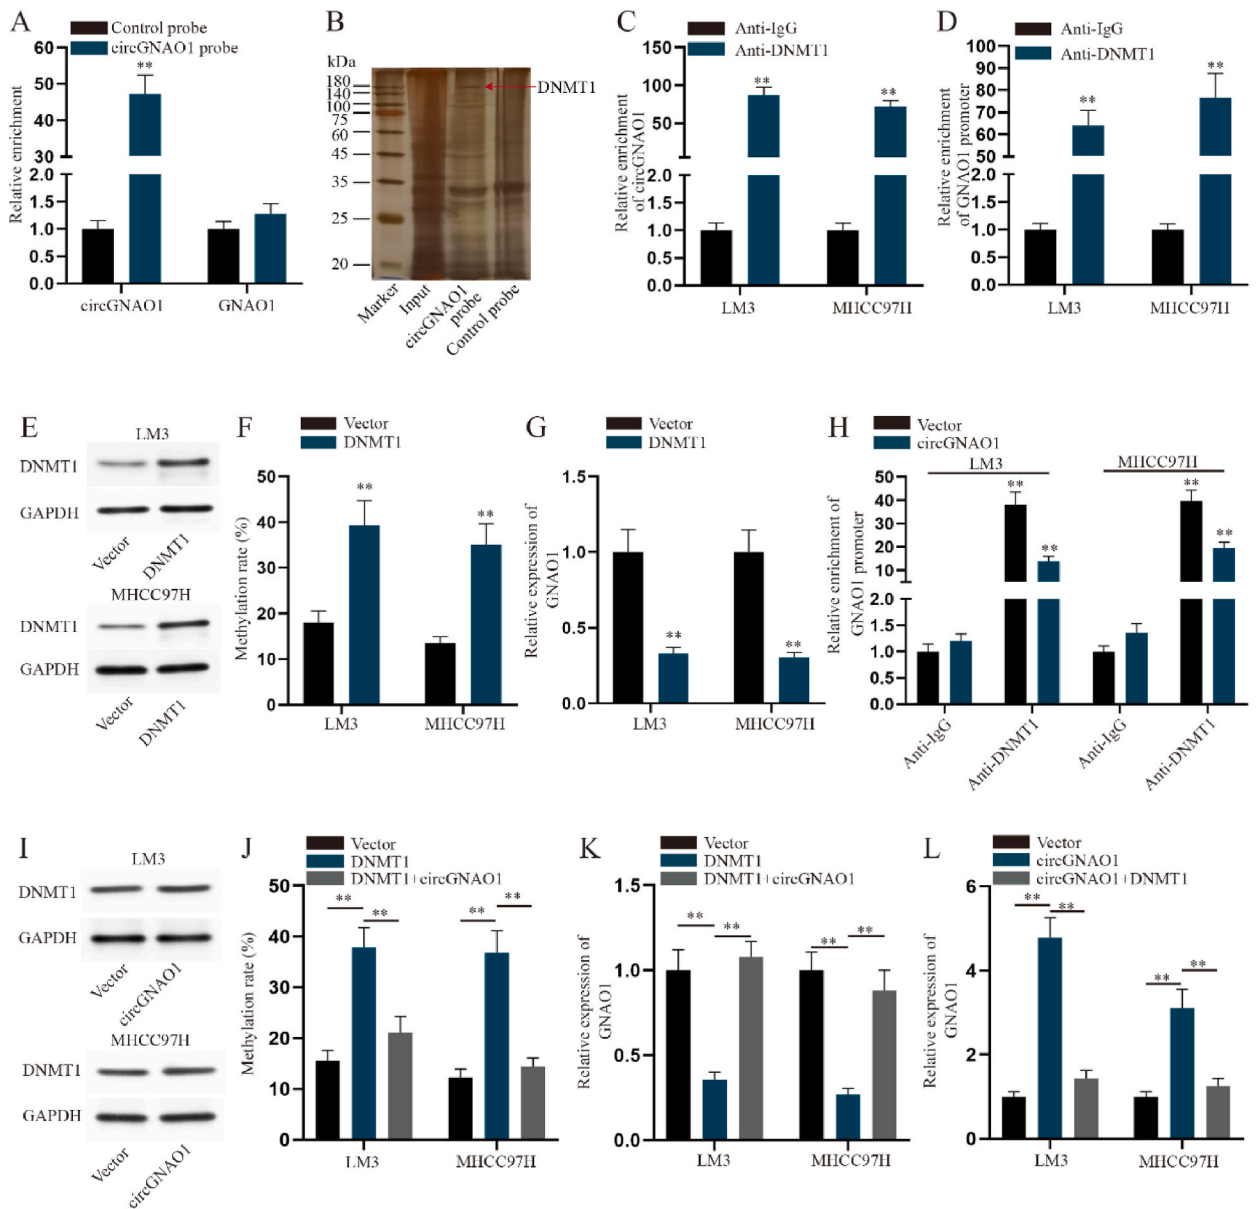 A
Control probe
circGNAO1 probe
Relative enrichment
60
50
40
30
2.0
1.5
1.0
0.5
0.0
**
circGNAO1
GNAO1
B
kDa
180
140
100
75
60
45
35
25
20
DNMT1
Marker
Input
circGNAO1
probe
Control probe
C
Anti-IgG
Anti-DNMT1
Relative enrichment
of circGNAO1
150
100
50
2.0
1.5
1.0
0.5
0.0
**
**
LM3
MHCC97H
D
Anti-IgG
Anti-DNMT1
Relative enrichment
of GNAO1 promoter
100
90
80
70
60
50
2.0
1.5
1.0
0.5
0.0
**
**
LM3
MHCC97H
E
LM3
DNMT1
GAPDH
Vector
DNMT1
MHCC97H
DNMT1
GAPDH
Vector
DNMT1
F
Vector
DNMT1
Methylation rate (%)
50
40
30
20
10
0
**
**
LM3
MHCC97H
G
Vector
DNMT1
Relative expression of
GNAO1
1.5
1.0
0.5
0.0
**
**
LM3
MHCC97H
H
Vector
circGNAO1
LM3
MHCC97H
Relative enrichment of
GNAO1 promoter
50
40
30
20
10
2.0
1.5
1.0
0.5
0.0
**
**
**
**
Anti-IgG
Anti-DNMT1
Anti-IgG
Anti-DNMT1
I
LM3
DNMT1
GAPDH
Vector
circGNAO1
MHCC97H
DNMT1
GAPDH
Vector
circGNAO1
J
Vector
DNMT1
DNMT1+circGNAO1
Methylation rate (%)
50
40
30
20
10
0
**
**
**
**
LM3
MHCC97H
K
Vector
DNMT1
DNMT1+circGNAO1
Relative expression of
GNAO1
1.5
1.0
0.5
0.0
**
**
**
**
LM3
MHCC97H
L
Vector
circGNAO1
circGNAO1+DNMT1
Relative expression of
GNAO1
6
4
2
0
**
**
**
**
LM3
MHCC97H